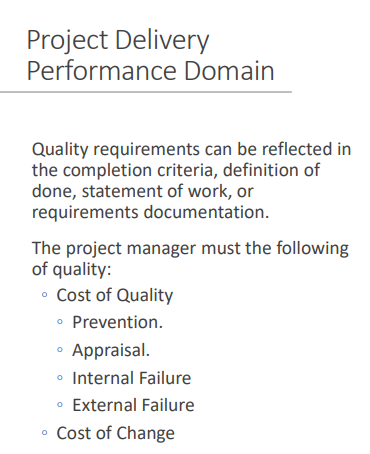 Project Delivery
Performance Domain
Quality requirements can be reflected in
the completion criteria, definition of
done, statement of work, or
requirements documentation.
The project manager must the following
of quality:
◦ Cost of Quality
◦ Prevention.
◦ Appraisal.
◦ Internal Failure
◦ External Failure
◦ Cost of Change